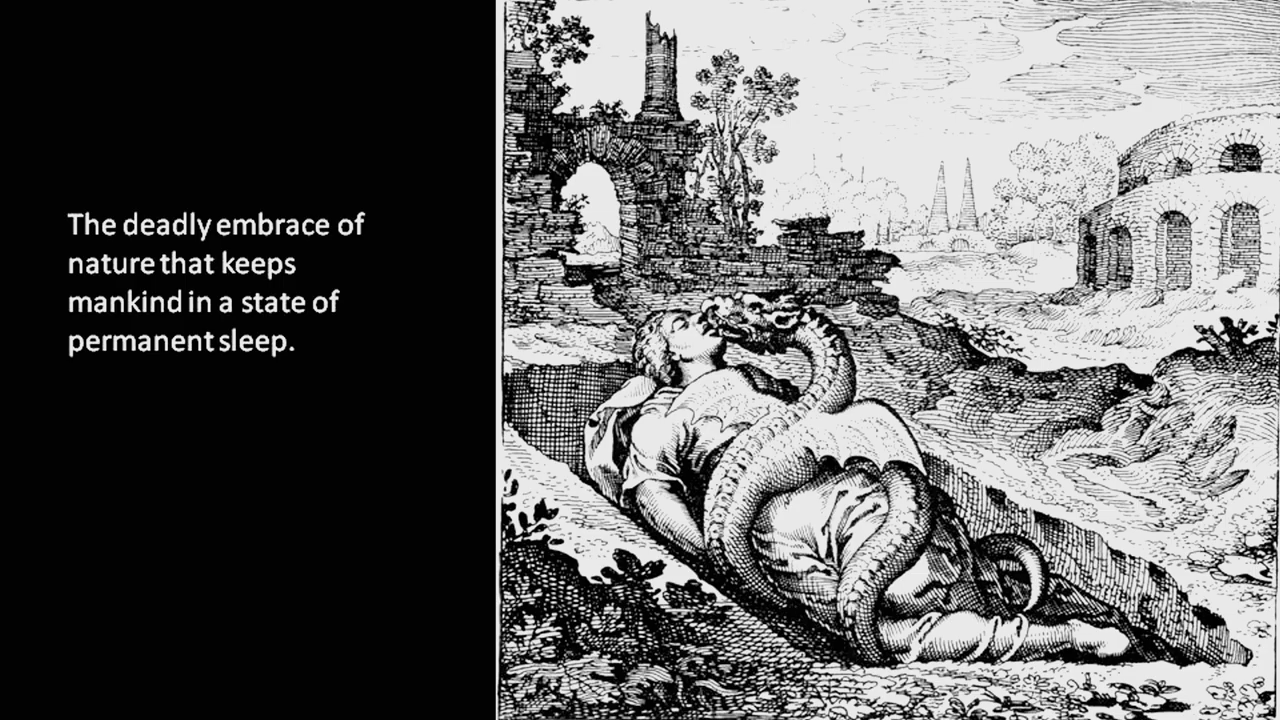 The deadly embrace of
nature that keeps
mankind in a state of
permanent sleep.